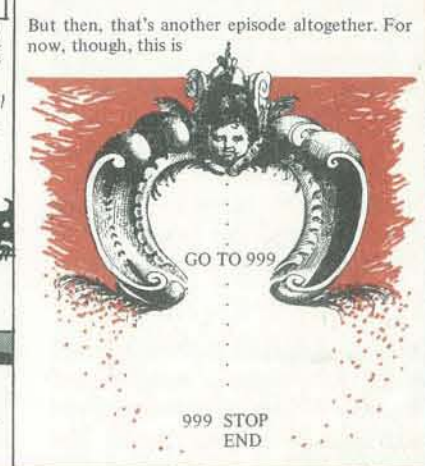 But then, that's another episode altogether. For
now, though, this is
GO TO 999
999 STOP
END